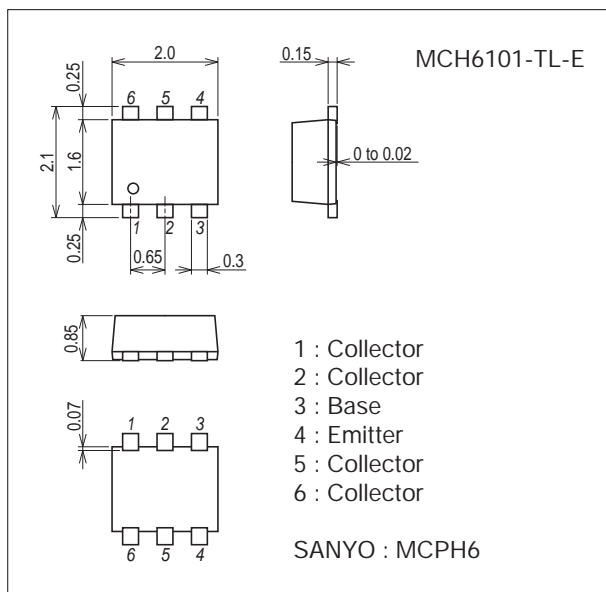 MCH6101-TL-E
2.0
0.15
0.25
6 5 4
2.1
1.6
0 to 0.02
0.25
1 2 3
0.65
0.3
0.85
1 : Collector
2 : Collector
3 : Base
4 : Emitter
5 : Collector
6 : Collector
0.07
1 2 3
6 5 4
SANYO : MCPH6